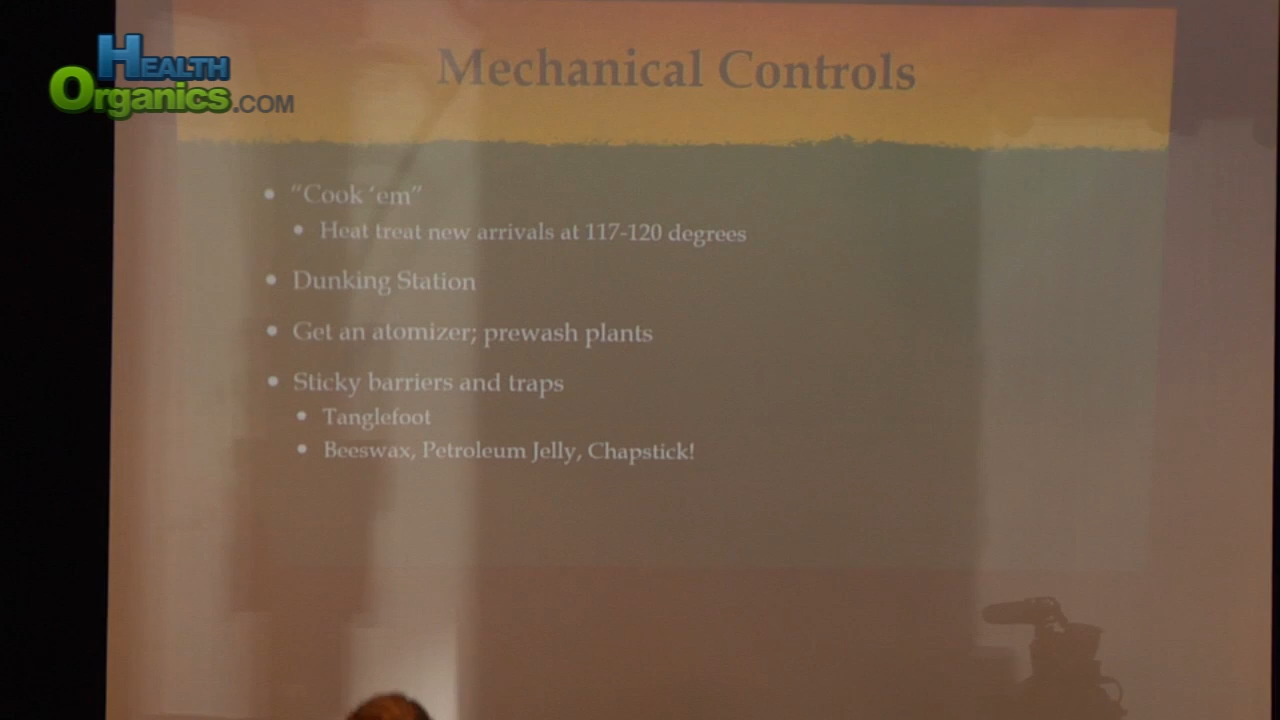 Health
Organics.com
Mechanical Controls
"Cook 'em"
Heat treat new arrivals at 117-120 degrees
Dunking Station
Get an atomizer; prewash plants
Sticky barriers and traps
Tanglefoot
Beeswax, Petroleum Jelly, Chapstick!